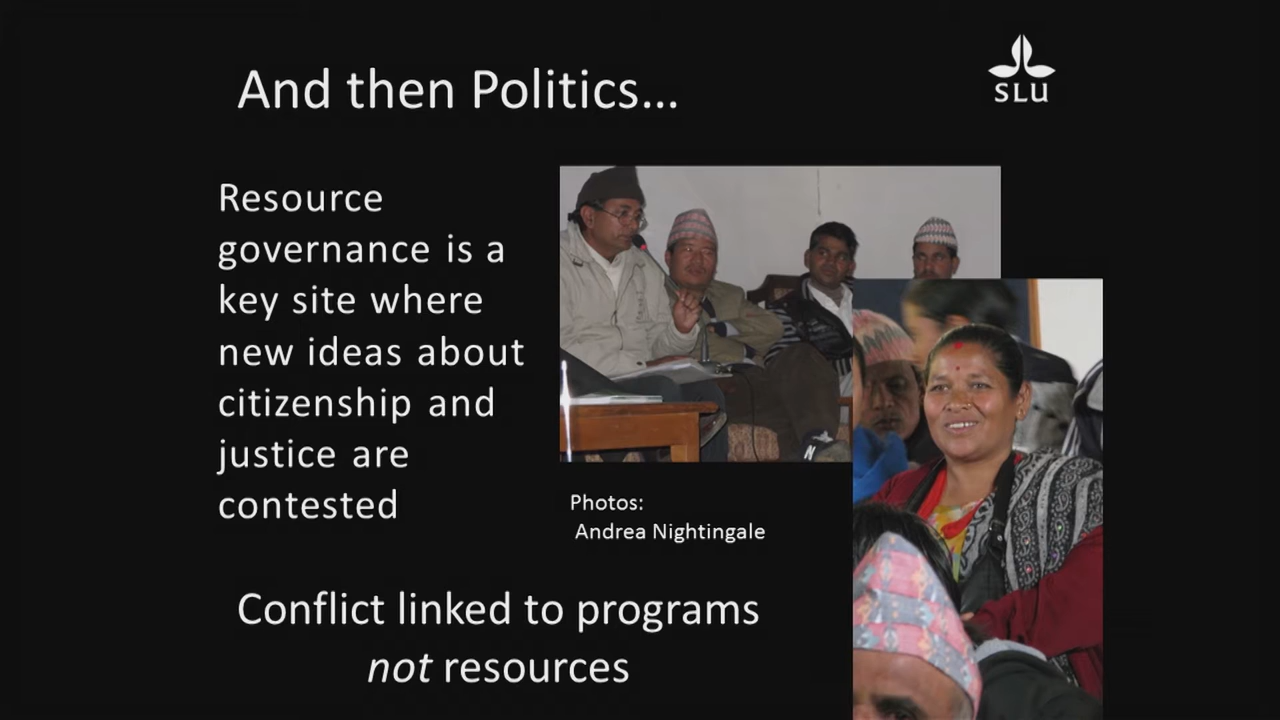 And then Politics...
SLU
Resource
governance is a
key site where
new ideas about
citizenship and
justice are
contested
Photos:
Andrea Nightingale
Conflict linked to programs
not resources
N